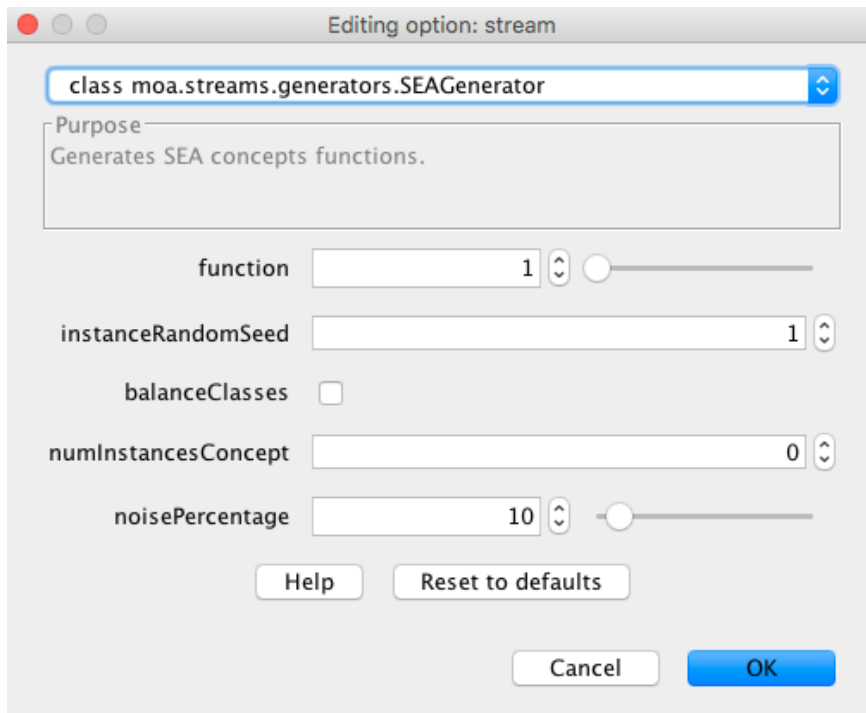 Editing option: stream
class moa.streams.generators.SEAGenerator
Purpose
Generates SEA concepts functions.
function 1
instanceRandomSeed 1
balanceClasses
numInstancesConcept 0
noisePercentage 10
Help Reset to defaults
Cancel OK